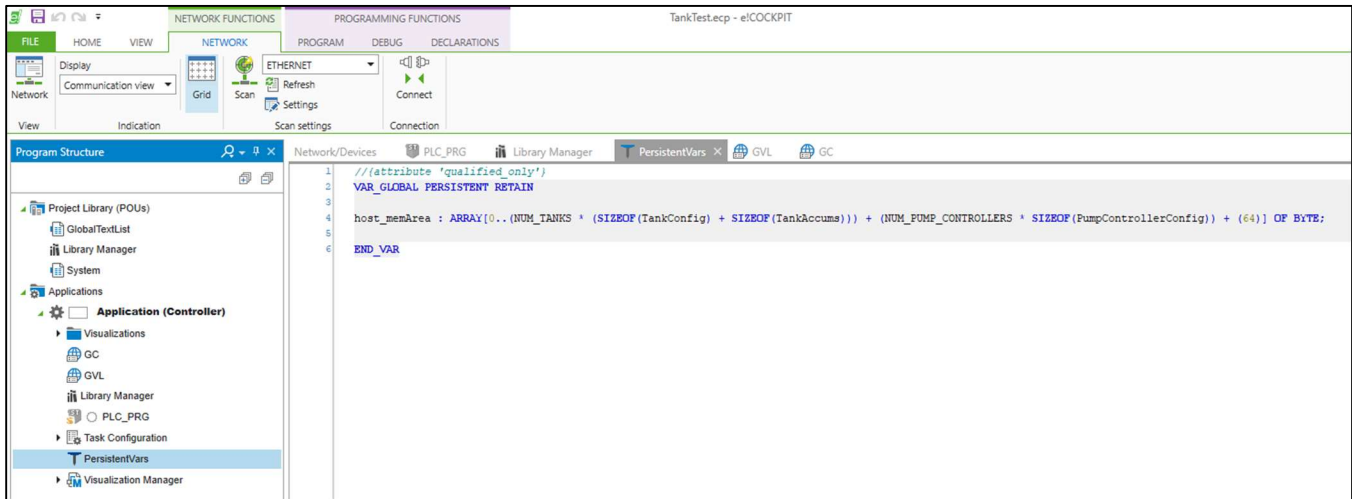 NETWORK FUNCTIONS PROGRAMMING FUNCTIONS TankTest.ecp - e!COCKPIT
FILE HOME VIEW NETWORK PROGRAM DEBUG DECLARATIONS
Display
Communication view
Network
Grid
Scan
ETHERNET
Refresh
Settings
Connect
View Indication Scan settings Connection
Program Structure
Network/Devices PLC_PRG Library Manager PersistentVars GVL GC
Project Library (POUs)
GlobalTextList
Library Manager
System
Applications
Application (Controller)
Visualizations
GC
GVL
Library Manager
PLC_PRG
Task Configuration
PersistentVars
Visualization Manager
1 //{attribute 'qualified_only'}
2 VAR_GLOBAL PERSISTENT RETAIN
3
4 host_memArea : ARRAY[0..(NUM_TANKS * (SIZEOF(TankConfig) + SIZEOF(TankAccums))) + (NUM_PUMP_CONTROLLERS * SIZEOF(PumpControllerConfig)) + (64)] OF BYTE;
5
6 END_VAR